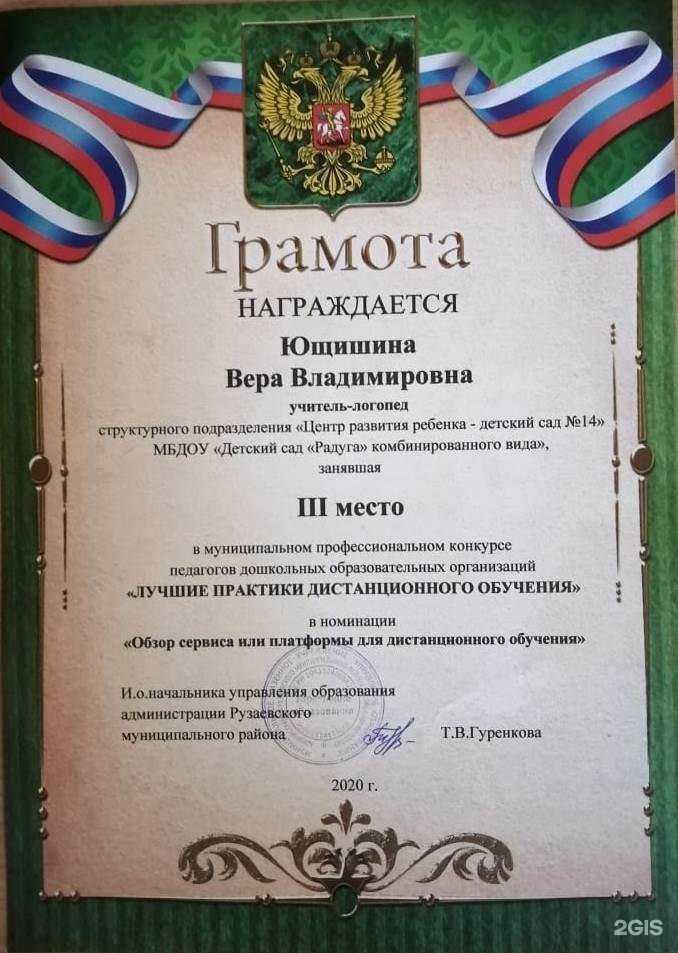 Грамота
НАГРАЖДАЕТСЯ
Ющишина
Вера Владимировна
учитель-логопед
структурного подразделения «Центр развития ребенка - детский сад №14»
МБДОУ «Детский сад «Радуга» комбинированного вида»,
занявшая
III место
в муниципальном профессиональном конкурсе
педагогов дошкольных образовательных организаций
«ЛУЧШИЕ ПРАКТИКИ ДИСТАНЦИОННОГО ОБУЧЕНИЯ»
в номинации
«Обзор сервиса или платформы для дистанционного обучения»
И.о.начальника управления образования
администрации Рузаевского
муниципального района
Т.В.Гуренкова
2020 г.
2GIS